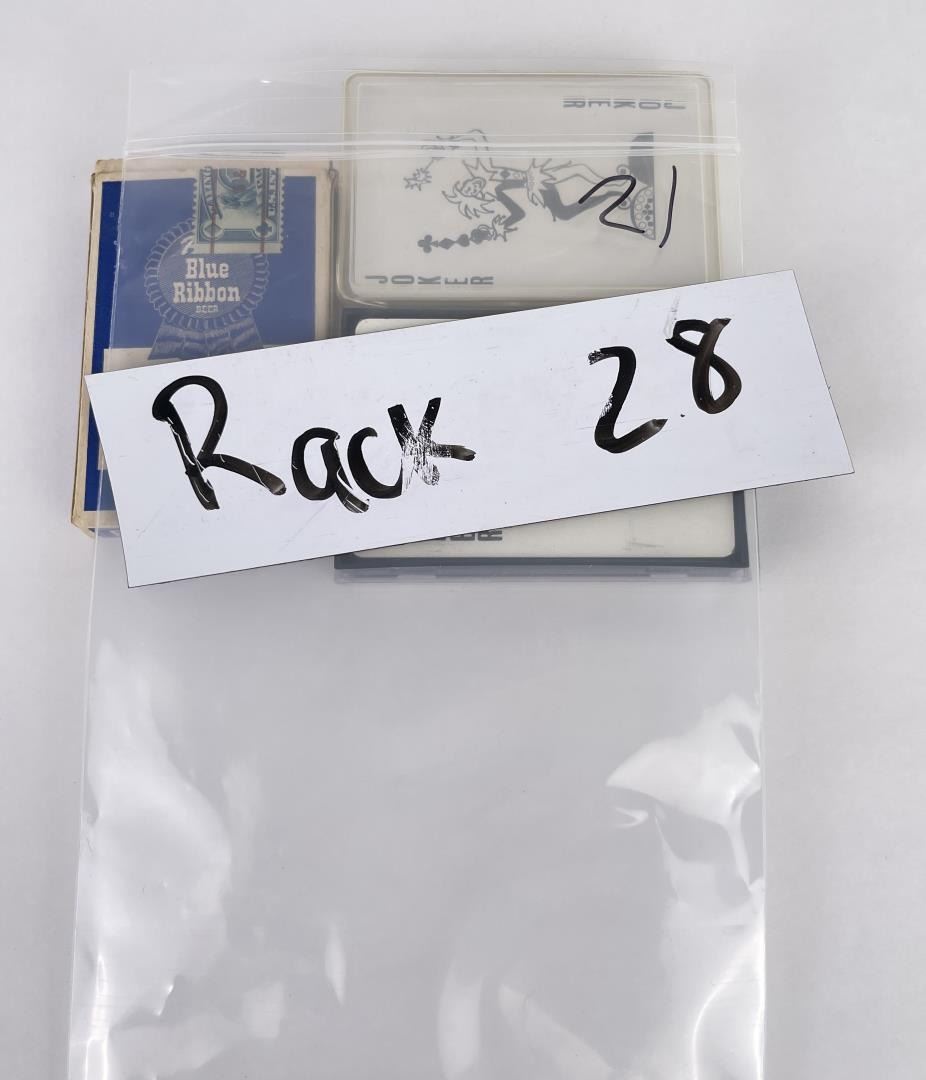 JOKER
21
Blue
Ribbon
BEER
JOKER
Rack 28